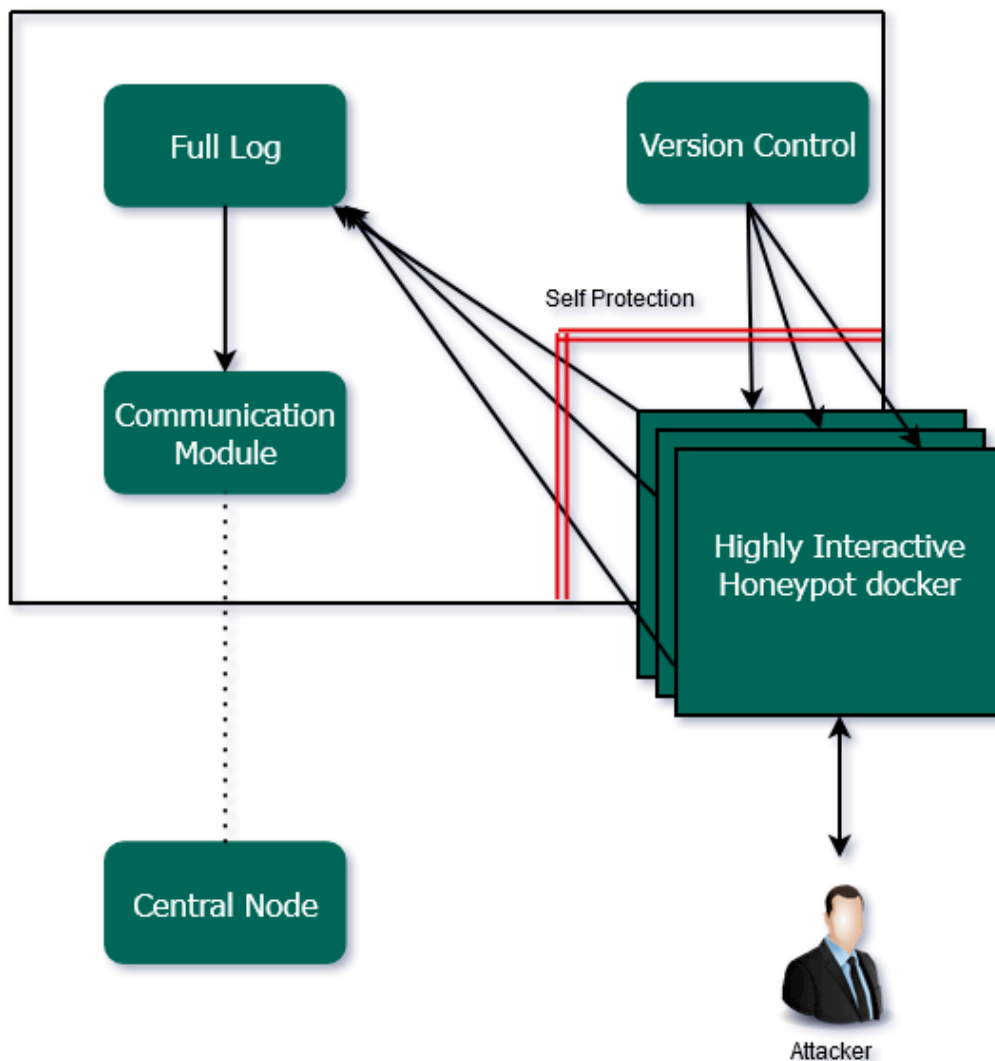 Full Log
Version Control
Self Protection
Communication
Module
Highly Interactive
Honeypot docker
Central Node
Attacker